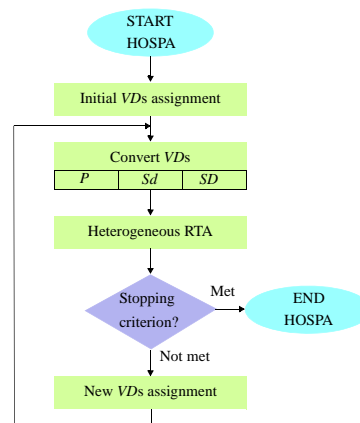 START
HOSPA
Initial VDs assignment
Convert VDs
P Sd SD
Heterogeneous RTA
Stopping
criterion?
Met
END
HOSPA
Not met
New VDs assignment